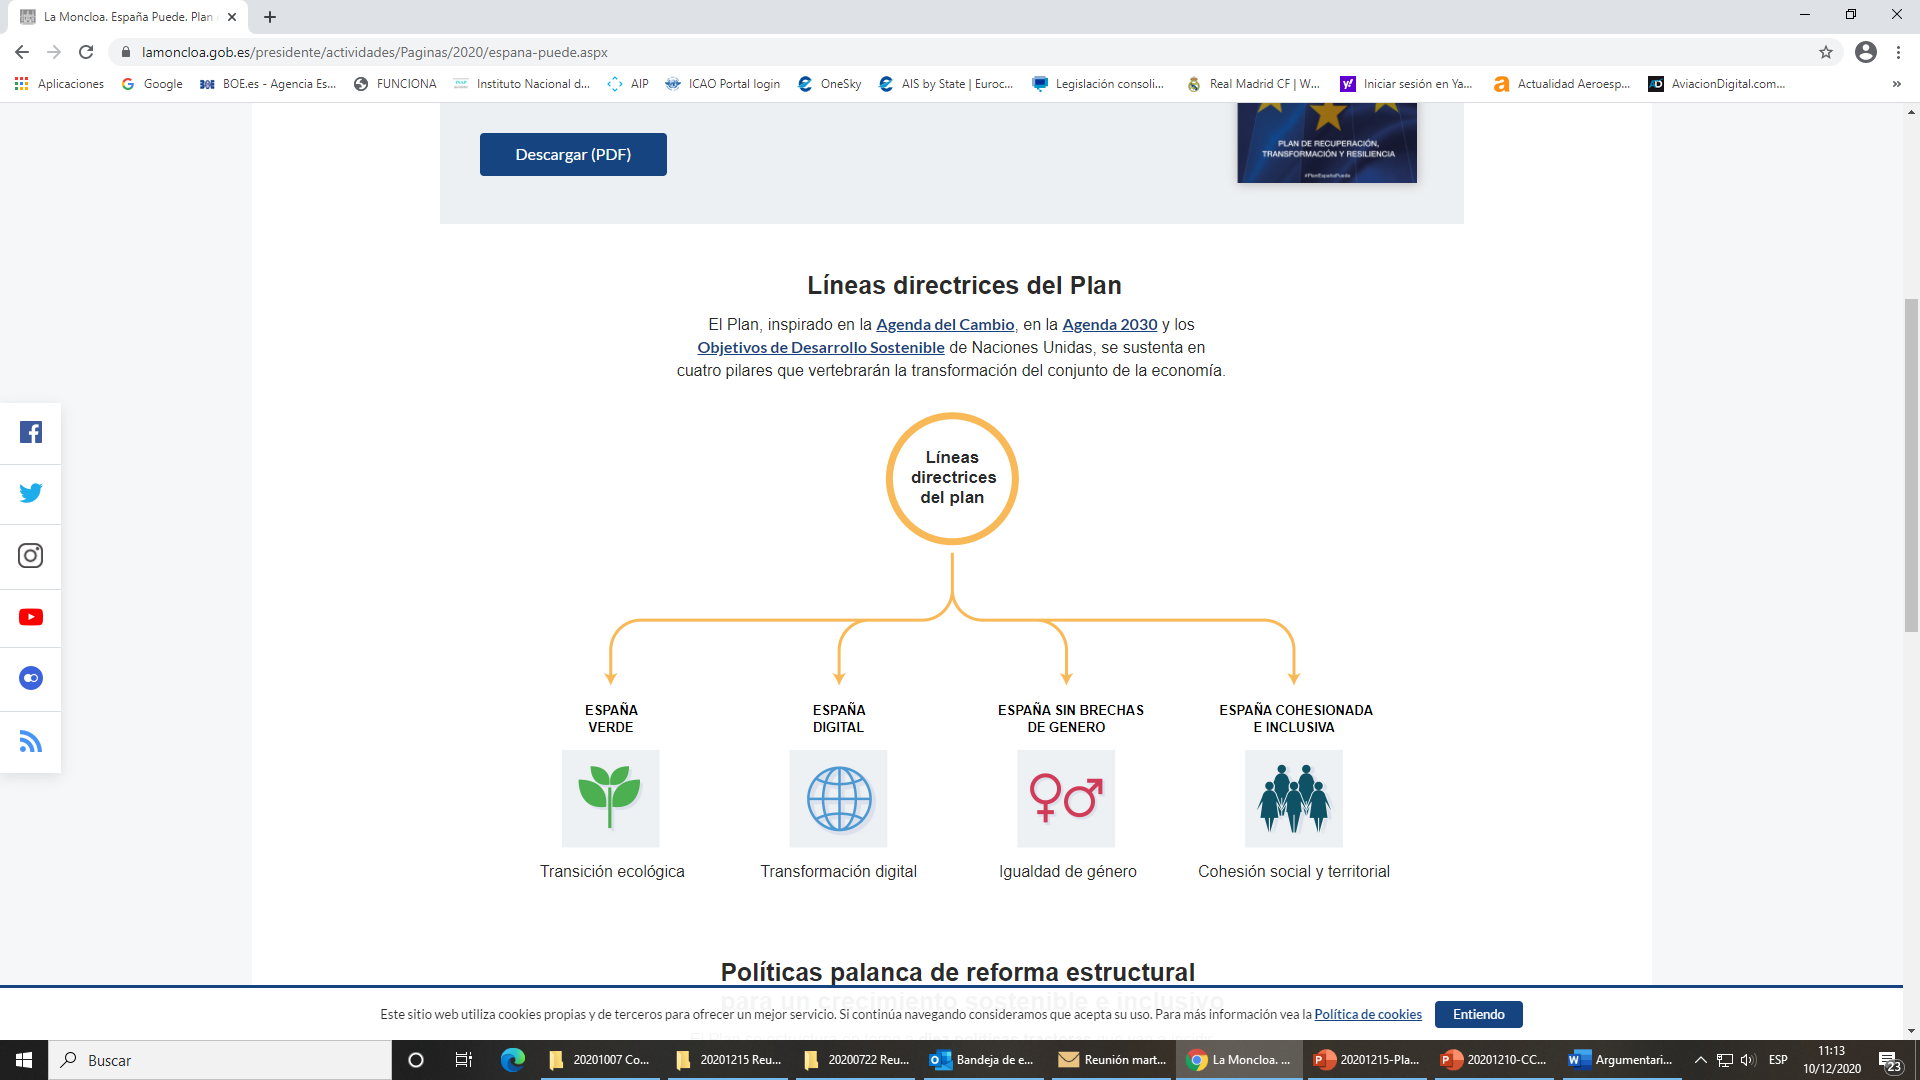 La Moncloa. España Puede. Plan
lamoncloa.gob.es/presidente/actividades/Paginas/2020/espana-puede.aspx
Aplicaciones
Google
BOE.es - Agencia Es...
FUNCIONA
Instituto Nacional d...
AIP
ICAO Portal login
OneSky
AIS by State | Euroc...
Legislación consoli...
Real Madrid CF | W...
Iniciar sesión en Ya...
Actualidad Aeroesp...
AviacionDigital.com...
»
Descargar (PDF)
PLAN DE RECUPERACIÓN,
TRANSFORMACIÓN Y RESILIENCIA
#PlanEspañaPuede
Líneas directrices del Plan
El Plan, inspirado en la Agenda del Cambio, en la Agenda 2030 y los
Objetivos de Desarrollo Sostenible de Naciones Unidas, se sustenta en
cuatro pilares que vertebrarán la transformación del conjunto de la economía.
Líneas
directrices
del plan
ESPAÑA
VERDE
ESPAÑA
DIGITAL
ESPAÑA SIN BRECHAS
DE GENERO
ESPAÑA COHESIONADA
E INCLUSIVA
Transición ecológica
Transformación digital
Igualdad de género
Cohesión social y territorial
Políticas palanca de reforma estructural
para un crecimiento sostenible e inclusivo
Este sitio web utiliza cookies propias y de terceros para ofrecer un mejor servicio. Si continúa navegando consideramos que acepta su uso. Para más información vea la Política de cookies
Entiendo
Buscar
20201007 Co...
20201215 Reu...
20200722 Reu...
Bandeja de e...
Reunión mart...
La Moncloa. ...
20201215-Pla...
20201210-CC...
Argumentari...
ESP
11:13
10/12/2020
23